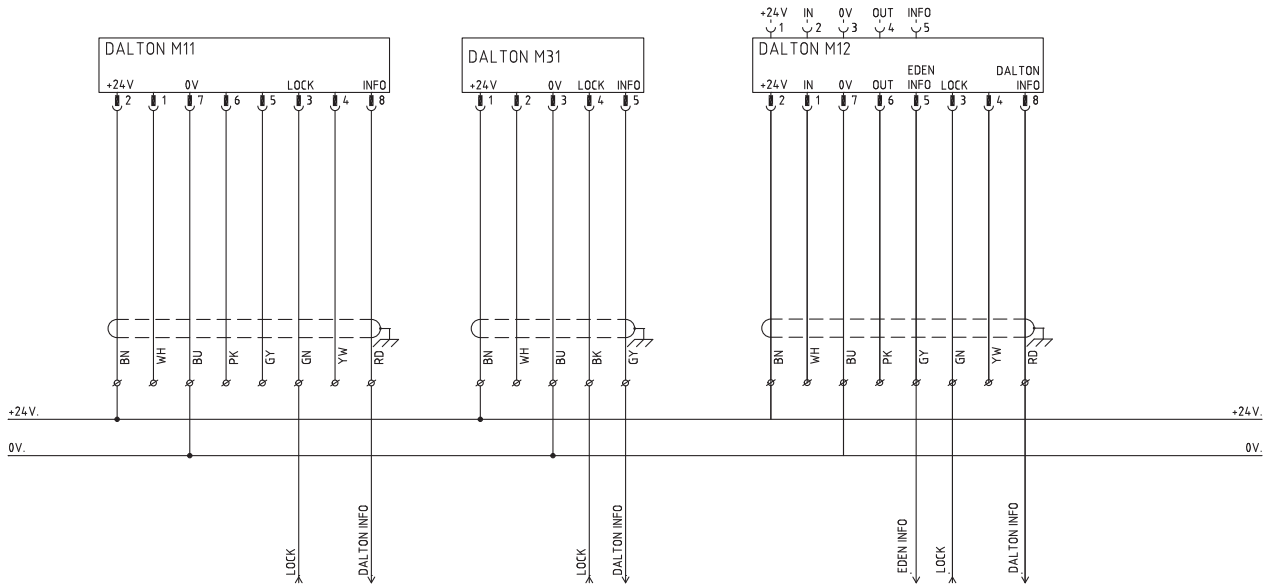 +24V IN 0V OUT INFO
1 2 3 4 5
DALTON M11
DALTON M31
DALTON M12
+24V 0V LOCK INFO
2 1 7 6 5 3 4 8
+24V 0V LOCK INFO
1 2 3 4 5
EDEN DALTON
+24V IN 0V OUT INFO LOCK INFO
2 1 7 6 5 3 4 8
BN WH BU PK GY GN YW RD
BN WH BU BK GY
BN WH BU PK GY GN YW RD
+24V. +24V.
0V. 0V.
LOCK DALTON INFO
LOCK DALTON INFO
EDEN INFO LOCK DALTON INFO